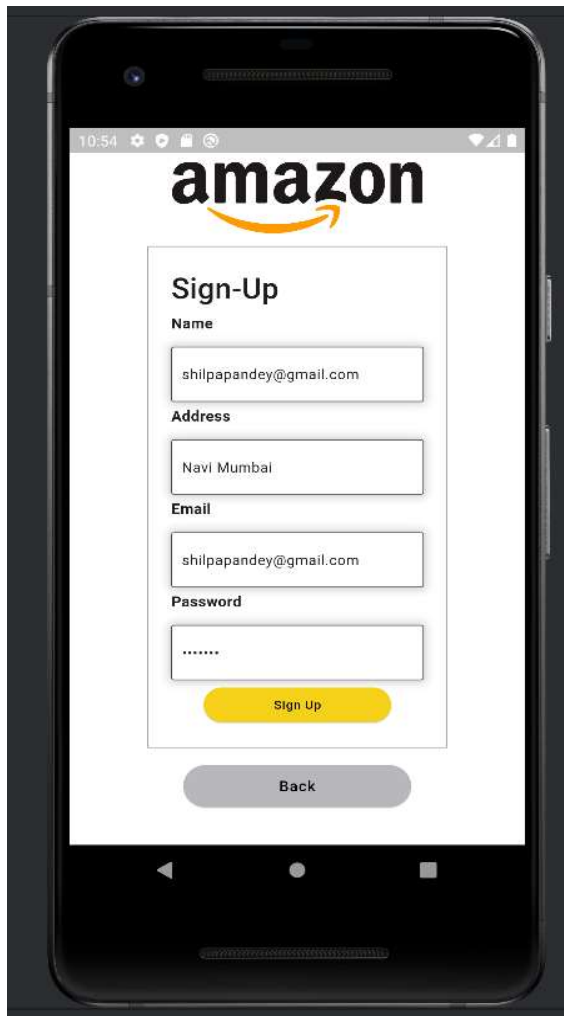 10:54
amazon
Sign-Up
Name
shilpapandey@gmail.com
Address
Navi Mumbai
Email
shilpapandey@gmail.com
Password
•••••••
Sign Up
Back